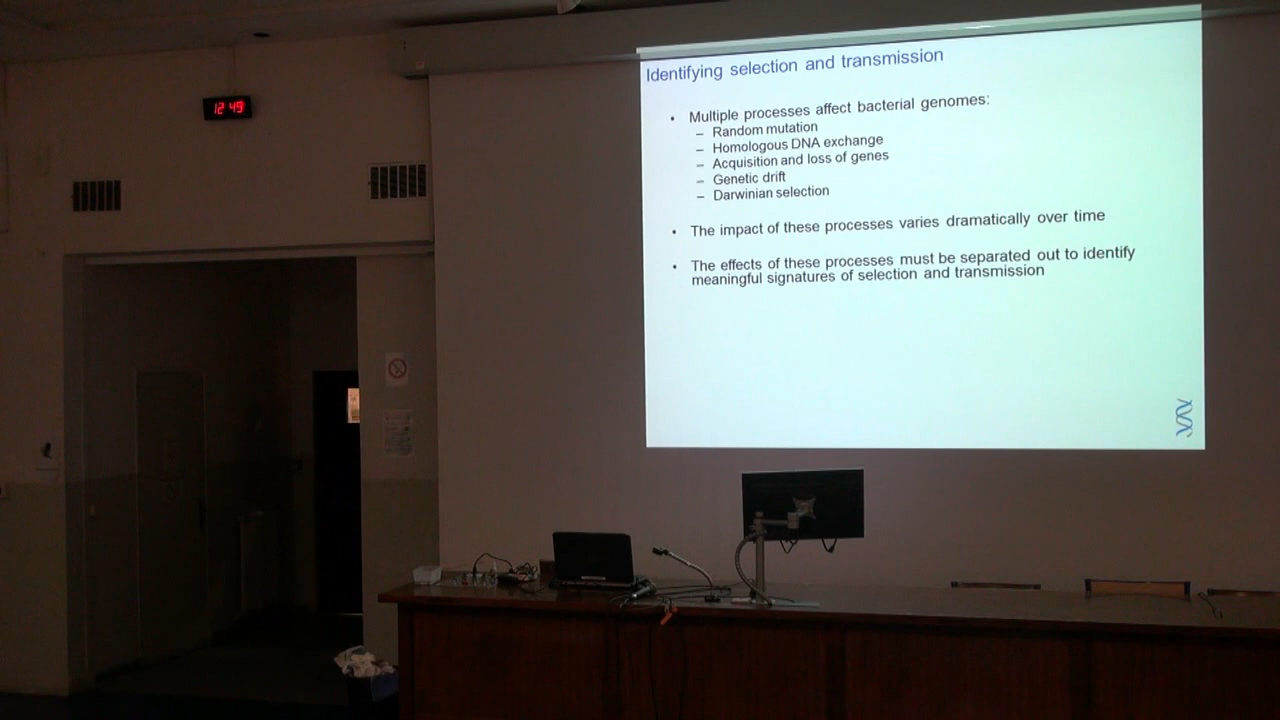 12 49
Identifying selection and transmission
• Multiple processes affect bacterial genomes:
– Random mutation
– Homologous DNA exchange
– Acquisition and loss of genes
– Genetic drift
– Darwinian selection
• The impact of these processes varies dramatically over time
• The effects of these processes must be separated out to identify
meaningful signatures of selection and transmission